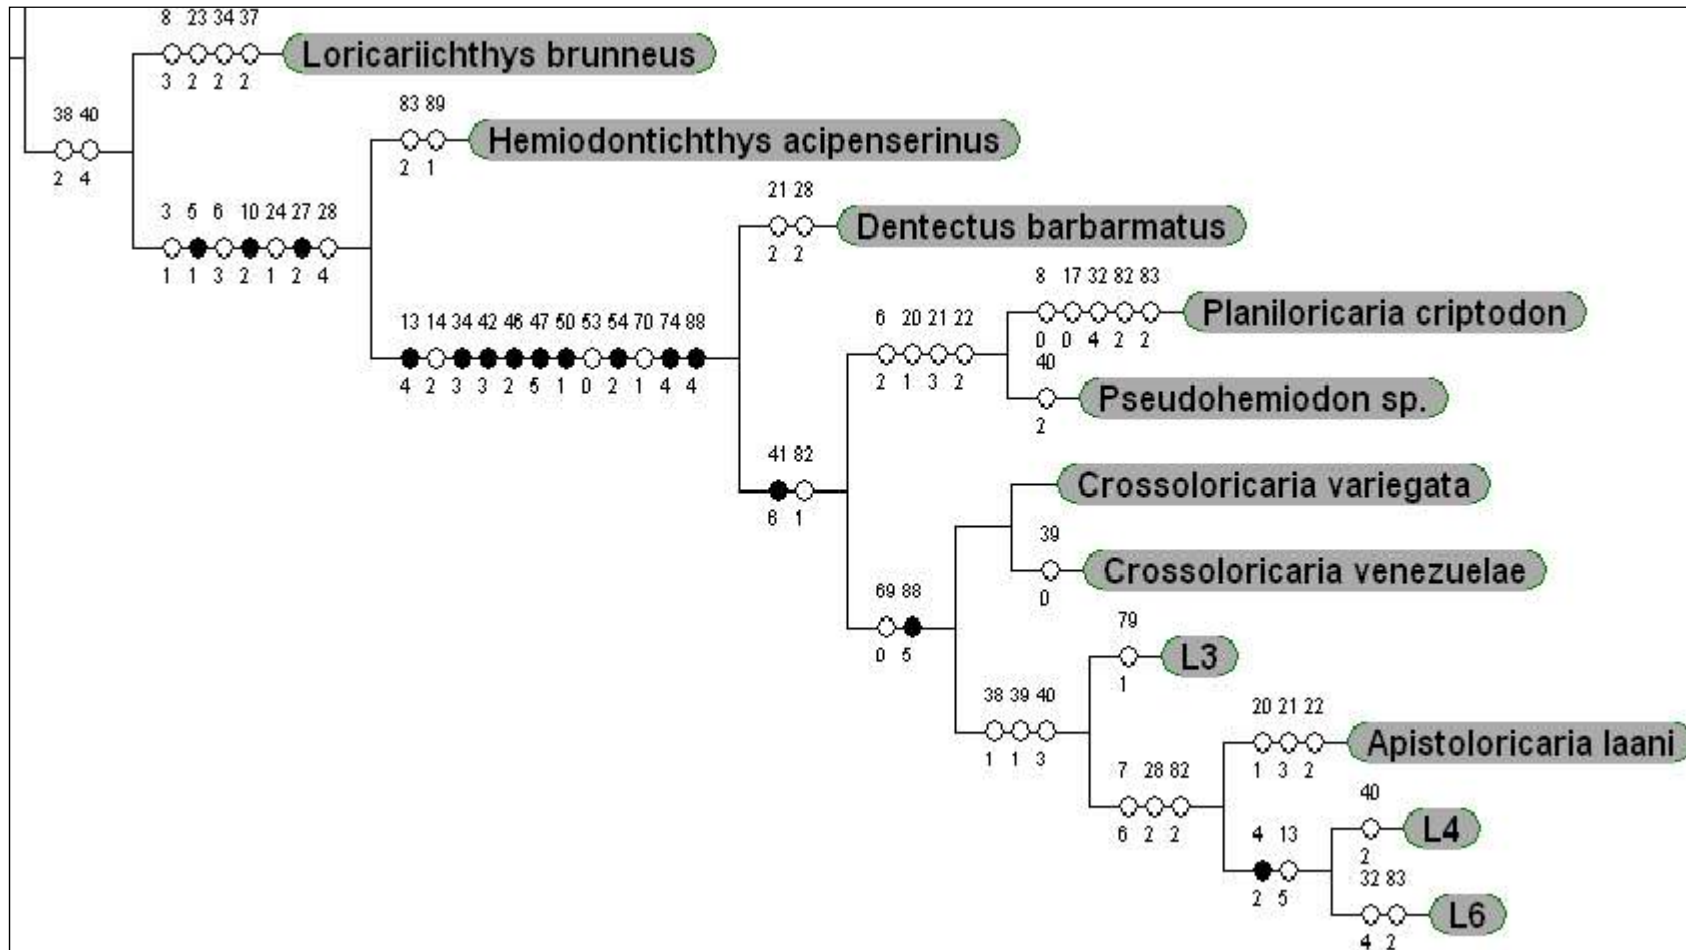 8 23 34 37
Loricariichthys brunneus
3 2 2 2
38 40
2 4
83 89
Hemiodontichthys acipenserinus
2 1
3 5 6 10 24 27 28
1 1 3 2 1 2 4
21 28
Dentectus barbarmatus
2 2
13 14 34 42 46 47 50 53 54 70 74 88
4 2 3 3 2 5 1 0 2 1 4 4
8 17 32 82 83
Planiloricaria criptodon
0 0 4 2 2
6 20 21 22
2 1 3 2
40
Pseudohemiodon sp.
2
41 82
6 1
Crossoloricaria variegata
39
Crossoloricaria venezuelae
0
69 88
0 5
79
L3
1
38 39 40
1 1 3
20 21 22
Apistoloricaria laani
1 3 2
7 28 82
6 2 2
40
L4
2
4 13
2 5
32 83
L6
4 2